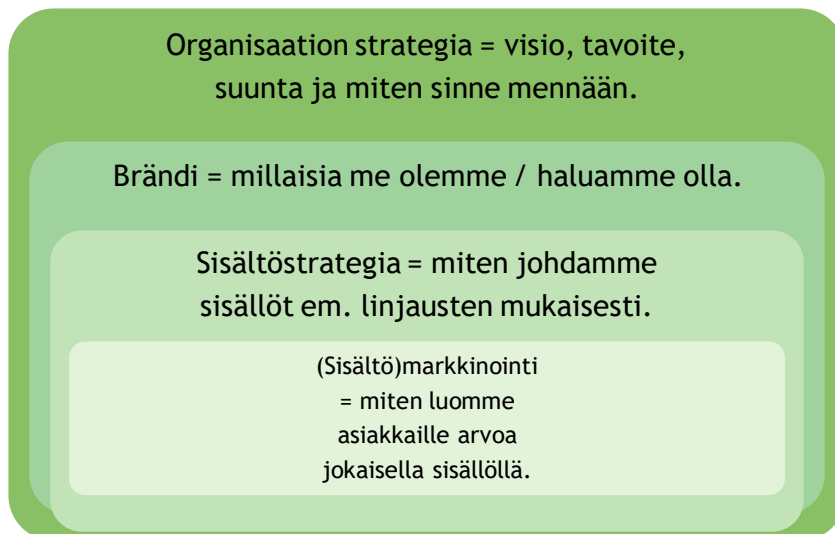 Organisaation strategia = visio, tavoite,
suunta ja miten sinne mennään.
Brändi = millaisia me olemme / haluamme olla.
Sisältöstrategia = miten johdamme
sisällöt em. linjausten mukaisesti.
(Sisältö)markkinointi
= miten luomme
asiakkaille arvoa
jokaisella sisällöllä.